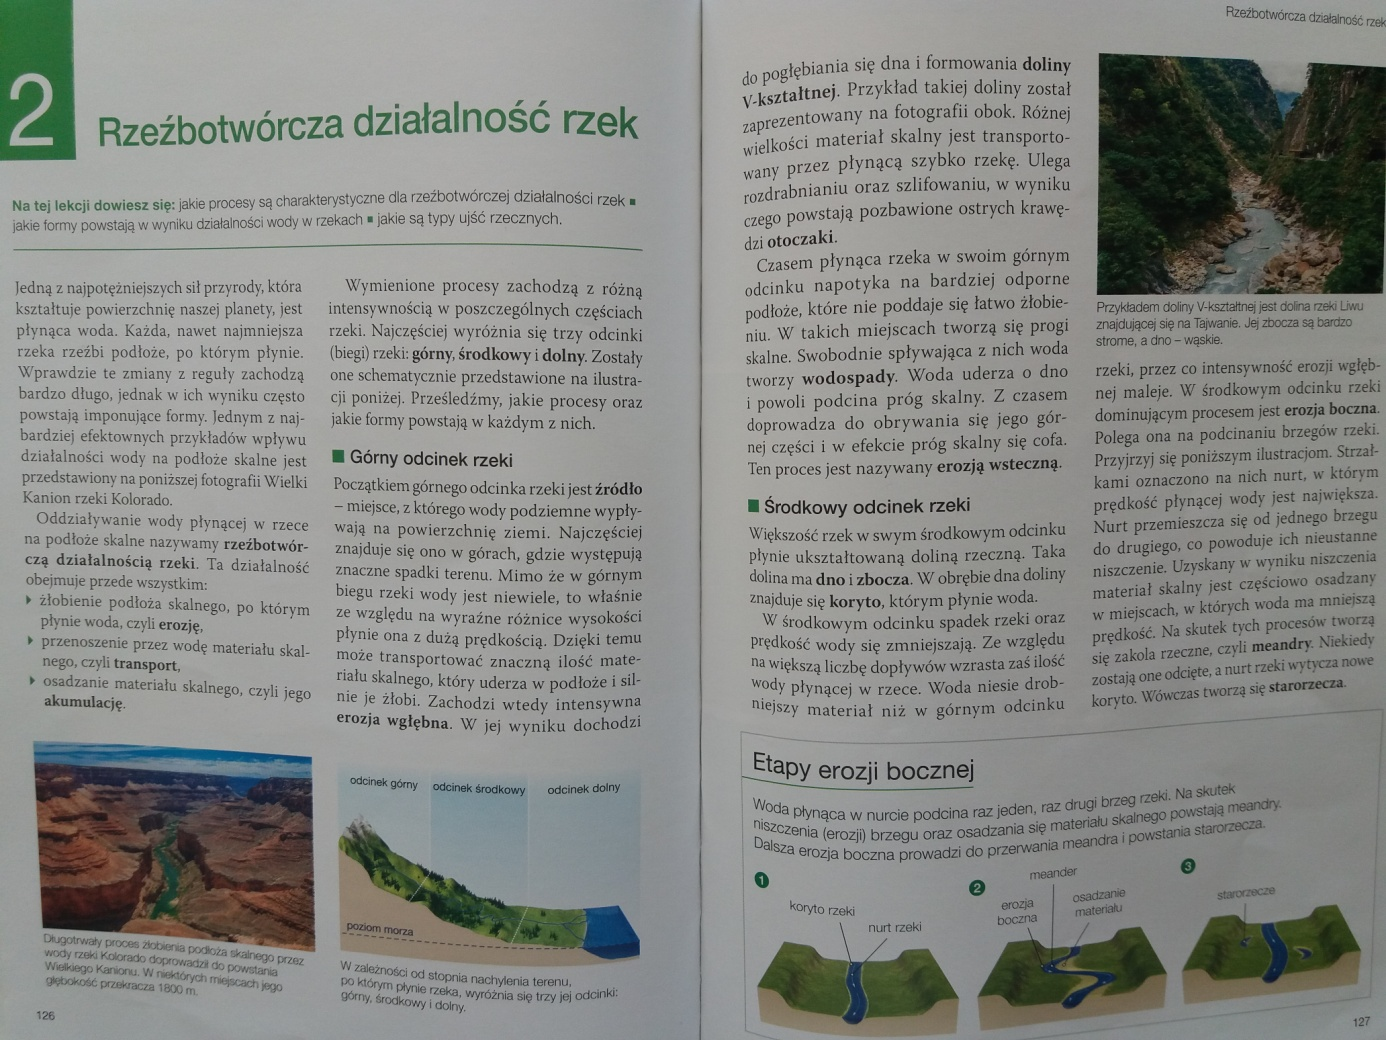 2
Rzeźbotwórcza działalność rzek
Na tej lekcji dowiesz się: jakie procesy są charakterystyczne dla rzeźbotwórczej działalności rzek ■
jakie formy powstają w wyniku działalności wody w rzekach ■ jakie są typy ujść rzecznych.
Jedną z najpotężniejszych sił przyrody, która
kształtuje powierzchnię naszej planety, jest
płynąca woda. Każda, nawet najmniejsza
rzeka rzeźbi podłoże, po którym płynie.
Wprawdzie te zmiany z reguły zachodzą
bardzo długo, jednak w ich wyniku często
powstają imponujące formy. Jednym z naj-
bardziej efektownych przykładów wpływu
działalności wody na podłoże skalne jest
przedstawiony na poniższej fotografii Wielki
Kanion rzeki Kolorado.
Oddziaływanie wody płynącej w rzece
na podłoże skalne nazywamy rzeźbotwór-
czą działalnością rzeki. Ta działalność
obejmuje przede wszystkim:
żłobienie podłoża skalnego, po którym
płynie woda, czyli erozję,
przenoszenie przez wodę materiału skal-
nego, czyli transport,
osadzanie materiału skalnego, czyli jego
akumulację.
Długotrwały proces żłobienia podłoża skalnego przez
wody rzeki Kolorado doprowadził do powstania
Wielkiego Kanionu. W niektórych miejscach jego
głębokość przekracza 1800 m.
126
Wymienione procesy zachodzą z różną
intensywnością w poszczególnych częściach
rzeki. Najczęściej wyróżnia się trzy odcinki
(biegi) rzeki: górny, środkowy i dolny. Zostały
one schematycznie przedstawione na ilustra-
cji poniżej. Prześledźmy, jakie procesy oraz
jakie formy powstają w każdym z nich.
■ Górny odcinek rzeki
Początkiem górnego odcinka rzeki jest źródło
– miejsce, z którego wody podziemne wypły-
wają na powierzchnię ziemi. Najczęściej
znajduje się ono w górach, gdzie występują
znaczne spadki terenu. Mimo że w górnym
biegu rzeki wody jest niewiele, to właśnie
ze względu na wyraźne różnice wysokości
płynie ona z dużą prędkością. Dzięki temu
może transportować znaczną ilość mate-
riału skalnego, który uderza w podłoże i sil-
nie je żłobi. Zachodzi wtedy intensywna
erozja wgłębna. W jej wyniku dochodzi
odcinek górny
odcinek środkowy
odcinek dolny
poziom morza
W zależności od stopnia nachylenia terenu,
po którym płynie rzeka, wyróżnia się trzy jej odcinki:
górny, środkowy i dolny.
Rzeźbotwórcza działalność rzek
do pogłębiania się dna i formowania doliny
V-kształtnej. Przykład takiej doliny został
zaprezentowany na fotografii obok. Różnej
wielkości materiał skalny jest transporto-
wany przez płynącą szybko rzekę. Ulega
rozdrabnianiu oraz szlifowaniu, w wyniku
czego powstają pozbawione ostrych krawę-
dzi otoczaki.
Czasem płynąca rzeka w swoim górnym
odcinku napotyka na bardziej odporne
podłoże, które nie poddaje się łatwo żłobie-
niu. W takich miejscach tworzą się progi
skalne. Swobodnie spływająca z nich woda
tworzy wodospady. Woda uderza o dno
i powoli podcina próg skalny. Z czasem
doprowadza do obrywania się jego gór-
nej części i w efekcie próg skalny się cofa.
Ten proces jest nazywany erozją wsteczną.
■ Środkowy odcinek rzeki
Większość rzek w swym środkowym odcinku
płynie ukształtowaną doliną rzeczną. Taka
dolina ma dno i zbocza. W obrębie dna doliny
znajduje się koryto, którym płynie woda.
W środkowym odcinku spadek rzeki oraz
prędkość wody się zmniejszają. Ze względu
na większą liczbę dopływów wzrasta zaś ilość
wody płynącej w rzece. Woda niesie drob-
niejszy materiał niż w górnym odcinku
Przykładem doliny V-kształtnej jest dolina rzeki Liwu
znajdującej się na Tajwanie. Jej zbocza są bardzo
strome, a dno – wąskie.
rzeki, przez co intensywność erozji wgłęb-
nej maleje. W środkowym odcinku rzeki
dominującym procesem jest erozja boczna.
Polega ona na podcinaniu brzegów rzeki.
Przyjrzyj się poniższym ilustracjom. Strzał-
kami oznaczono na nich nurt, w którym
prędkość płynącej wody jest największa.
Nurt przemieszcza się od jednego brzegu
do drugiego, co powoduje ich nieustanne
niszczenie. Uzyskany w wyniku niszczenia
materiał skalny jest częściowo osadzany
w miejscach, w których woda ma mniejszą
prędkość. Na skutek tych procesów tworzą
się zakola rzeczne, czyli meandry. Niekiedy
zostają one odcięte, a nurt rzeki wytycza nowe
koryto. Wówczas tworzą się starorzecza.
Etapy erozji bocznej
Woda płynąca w nurcie podcina raz jeden, raz drugi brzeg rzeki. Na skutek
niszczenia (erozji) brzegu oraz osadzania się materiału skalnego powstają meandry.
Dalsza erozja boczna prowadzi do przerwania meandra i powstania starorzecza.
1
koryto rzeki
nurt rzeki
2
meander
erozja
boczna
osadzanie
materiału
3
starorzecze
127